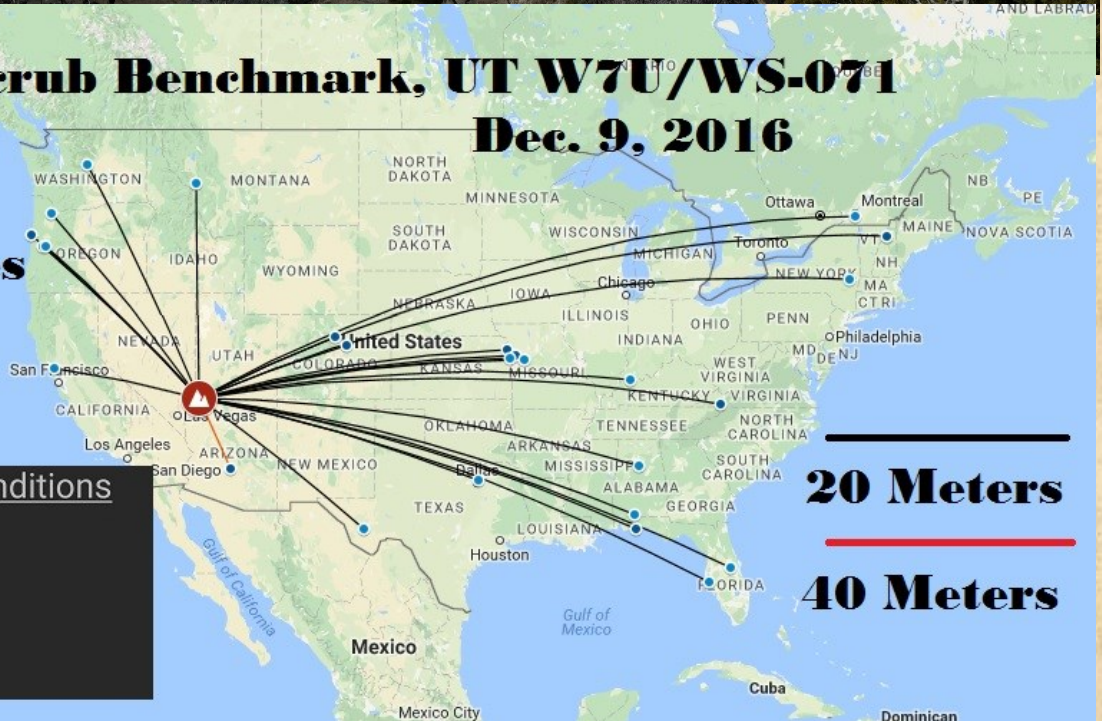 AND LABRAD
crub Benchmark, UT W7U/WS-071
Dec. 9, 2016
WASHINGTON
MONTANA
NORTH
DAKOTA
MINNESOTA
Ottawa
Montreal
NB
PE
MAINE
NOVA SCOTIA
OREGON
IDAHO
SOUTH
DAKOTA
WISCONSIN
MICHIGAN
Toronto
VT
NH
s
WYOMING
NEBRASKA
IOWA
Chicago
NEW YORK
MA
CT RI
ILLINOIS
INDIANA
OHIO
PENN
Philadelphia
MD
DE
NJ
NEVADA
UTAH
COLORADO
United States
KANSAS
MISSOURI
WEST
VIRGINIA
San Francisco
CALIFORNIA
Las Vegas
KENTUCKY
VIRGINIA
OKLAHOMA
TENNESSEE
NORTH
CAROLINA
Los Angeles
ARIZONA
NEW MEXICO
ARKANSAS
San Diego
Dallas
MISSISSIPPI
SOUTH
CAROLINA
nditions
TEXAS
ALABAMA
GEORGIA
20 Meters
LOUISIANA
Houston
FLORIDA
40 Meters
Gulf of California
Gulf of
Mexico
Mexico
Cuba
Mexico City
Dominican